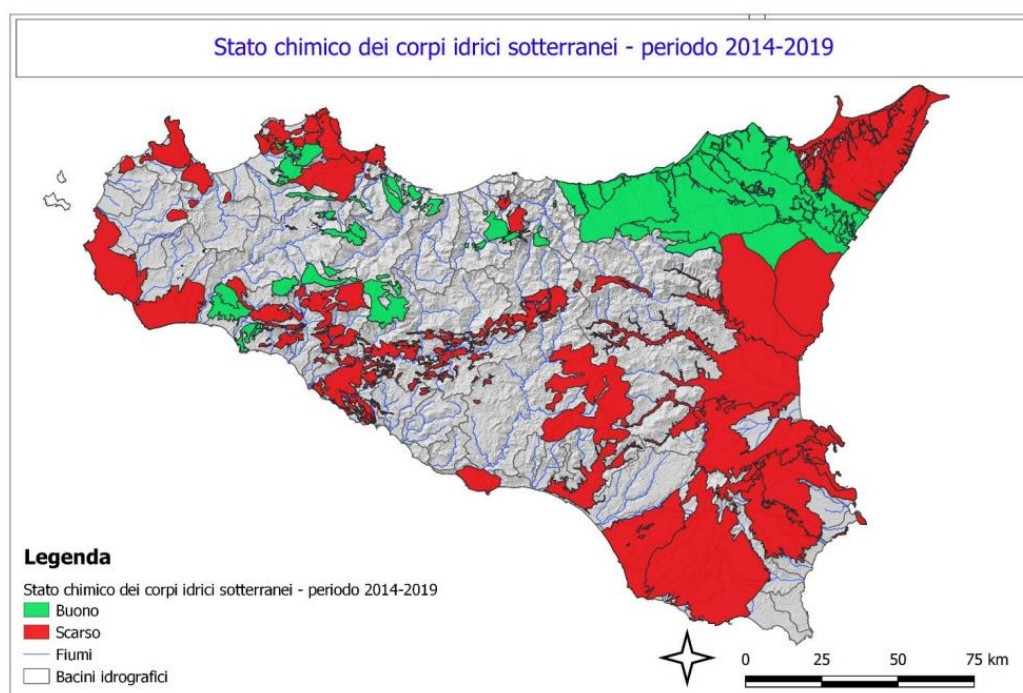 Stato chimico dei corpi idrici sotterranei - periodo 2014-2019
Legenda
Stato chimico dei corpi idrici sotterranei - periodo 2014-2019
Buono
Scarso
Fiumi
Bacini idrografici
0 25 50 75 km